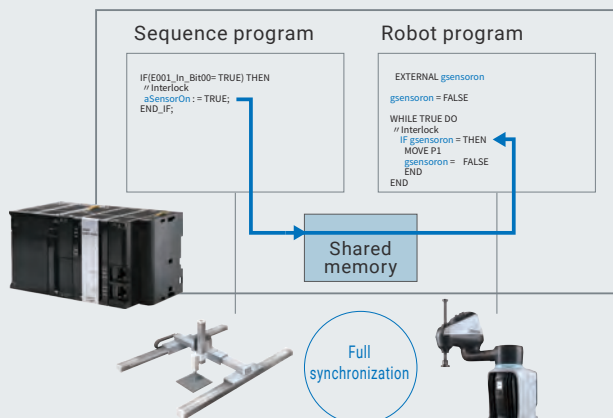 Sequence program
IF(E001_In_Bit00= TRUE) THEN
〃Interlock
aSensorOn : = TRUE;
END_IF;
Robot program
EXTERNAL gsensoron
gsensoron = FALSE
WHILE TRUE DO
〃Interlock
IF gsensoron = THEN
MOVE P1
gsensoron = FALSE
END
END
Shared
memory
Full
synchronization